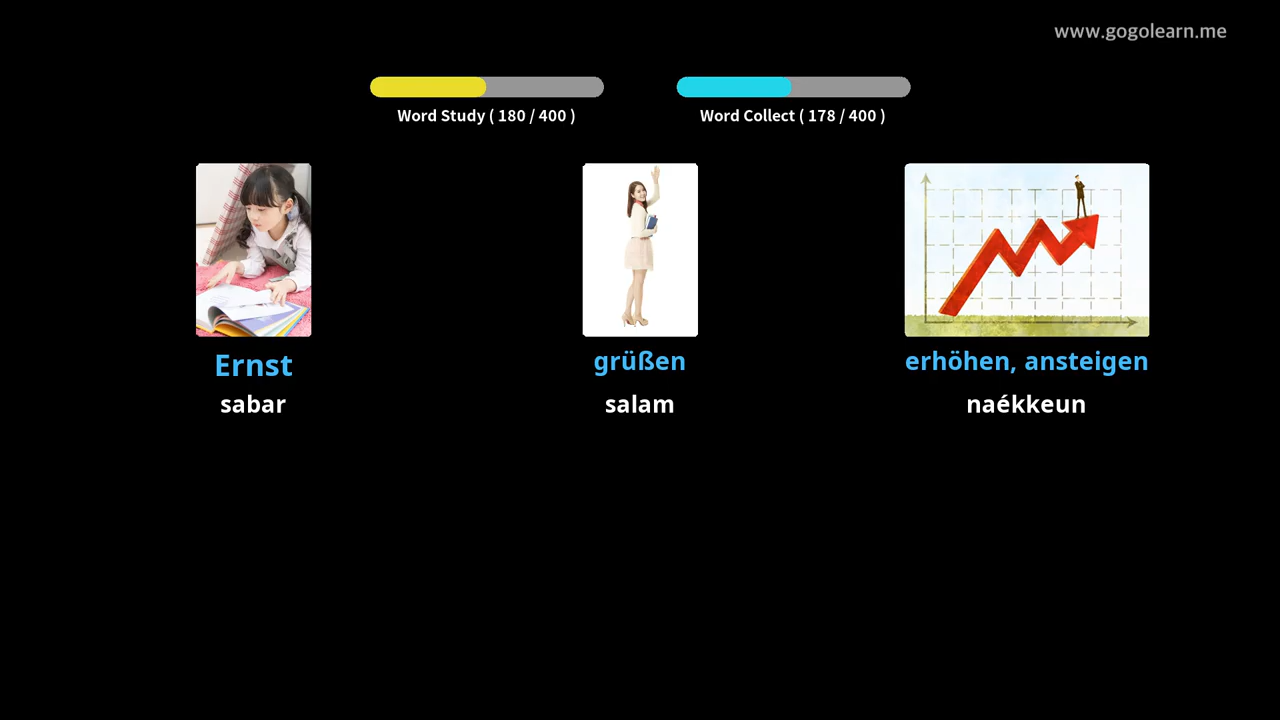 www.gogolearn.me
Word Study ( 180 / 400 )
Word Collect ( 178 / 400 )
Ernst
grüßen
erhöhen, ansteigen
sabar
salam
naékkeun